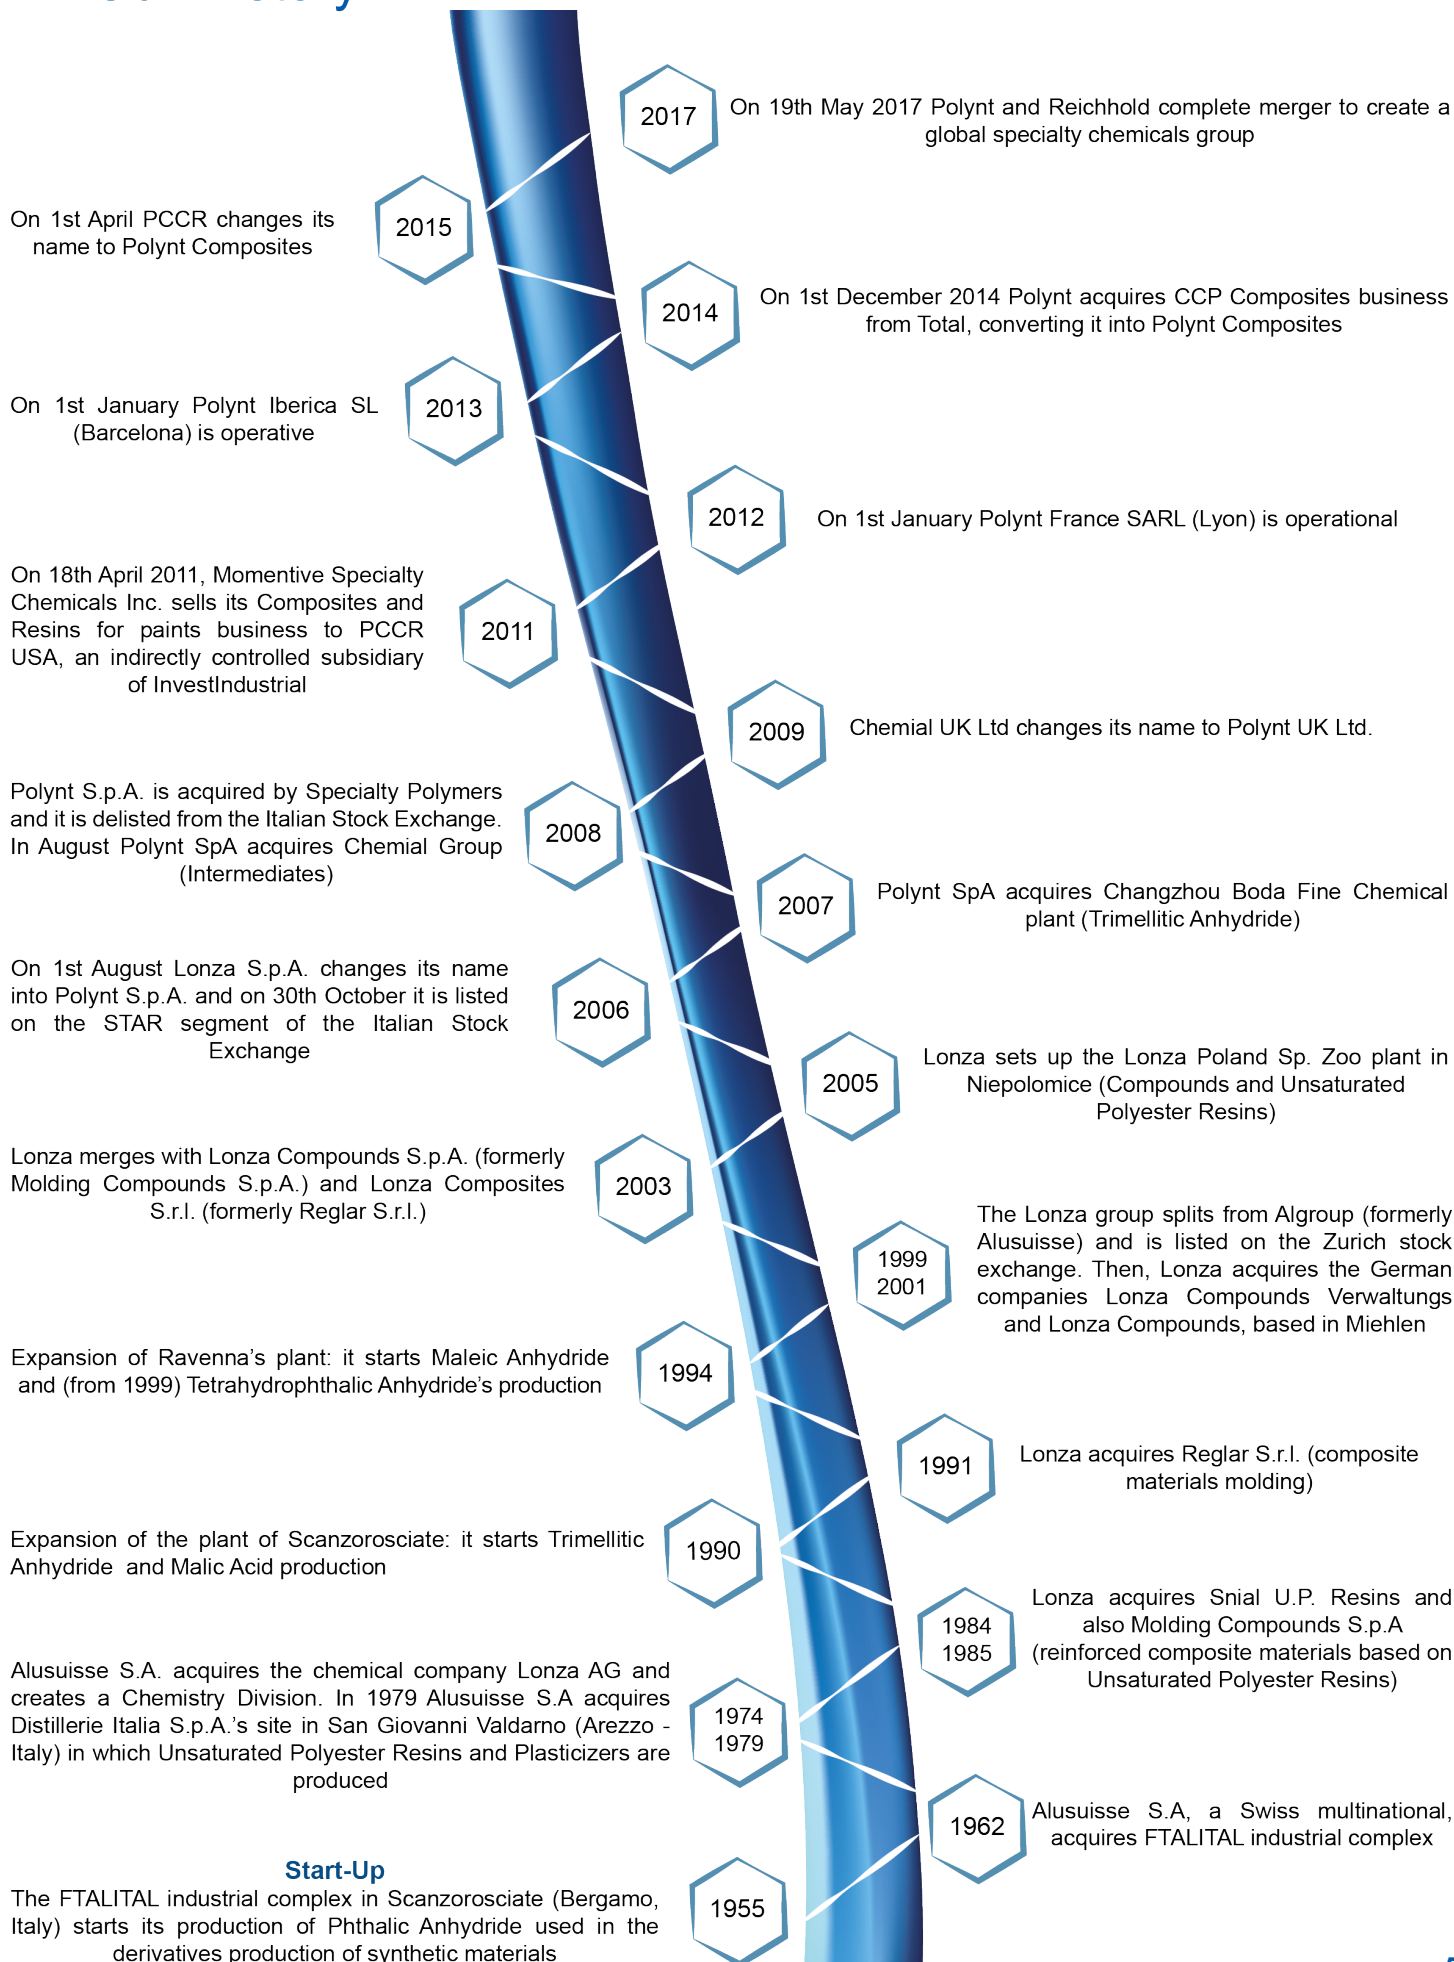 2017
On 19th May 2017 Polynt and Reichhold complete merger to create a
global specialty chemicals group
On 1st April PCCR changes its
name to Polynt Composites
2015
2014
On 1st December 2014 Polynt acquires CCP Composites business
from Total, converting it into Polynt Composites
On 1st January Polynt Iberica SL
(Barcelona) is operative
2013
2012
On 1st January Polynt France SARL (Lyon) is operational
On 18th April 2011, Momentive Specialty
Chemicals Inc. sells its Composites and
Resins for paints business to PCCR
USA, an indirectly controlled subsidiary
of InvestIndustrial
2011
2009
Chemial UK Ltd changes its name to Polynt UK Ltd.
Polynt S.p.A. is acquired by Specialty Polymers
and it is delisted from the Italian Stock Exchange.
In August Polynt SpA acquires Chemial Group
(Intermediates)
2008
2007
Polynt SpA acquires Changzhou Boda Fine Chemical
plant (Trimellitic Anhydride)
On 1st August Lonza S.p.A. changes its name
into Polynt S.p.A. and on 30th October it is listed
on the STAR segment of the Italian Stock
Exchange
2006
2005
Lonza sets up the Lonza Poland Sp. Zoo plant in
Niepolomice (Compounds and Unsaturated
Polyester Resins)
Lonza merges with Lonza Compounds S.p.A. (formerly
Molding Compounds S.p.A.) and Lonza Composites
S.r.l. (formerly Reglar S.r.l.)
2003
1999
2001
The Lonza group splits from Algroup (formerly
Alusuisse) and is listed on the Zurich stock
exchange. Then, Lonza acquires the German
companies Lonza Compounds Verwaltungs
and Lonza Compounds, based in Miehlen
Expansion of Ravenna’s plant: it starts Maleic Anhydride
and (from 1999) Tetrahydrophthalic Anhydride’s production
1994
1991
Lonza acquires Reglar S.r.l. (composite
materials molding)
Expansion of the plant of Scanzorosciate: it starts Trimellitic
Anhydride and Malic Acid production
1990
1984
1985
Lonza acquires Snial U.P. Resins and
also Molding Compounds S.p.A
(reinforced composite materials based on
Unsaturated Polyester Resins)
Alusuisse S.A. acquires the chemical company Lonza AG and
creates a Chemistry Division. In 1979 Alusuisse S.A acquires
Distillerie Italia S.p.A.’s site in San Giovanni Valdarno (Arezzo -
Italy) in which Unsaturated Polyester Resins and Plasticizers are
produced
1974
1979
1962
Alusuisse S.A, a Swiss multinational,
acquires FTALITAL industrial complex
Start-Up
The FTALITAL industrial complex in Scanzorosciate (Bergamo,
Italy) starts its production of Phthalic Anhydride used in the
derivatives production of synthetic materials
1955